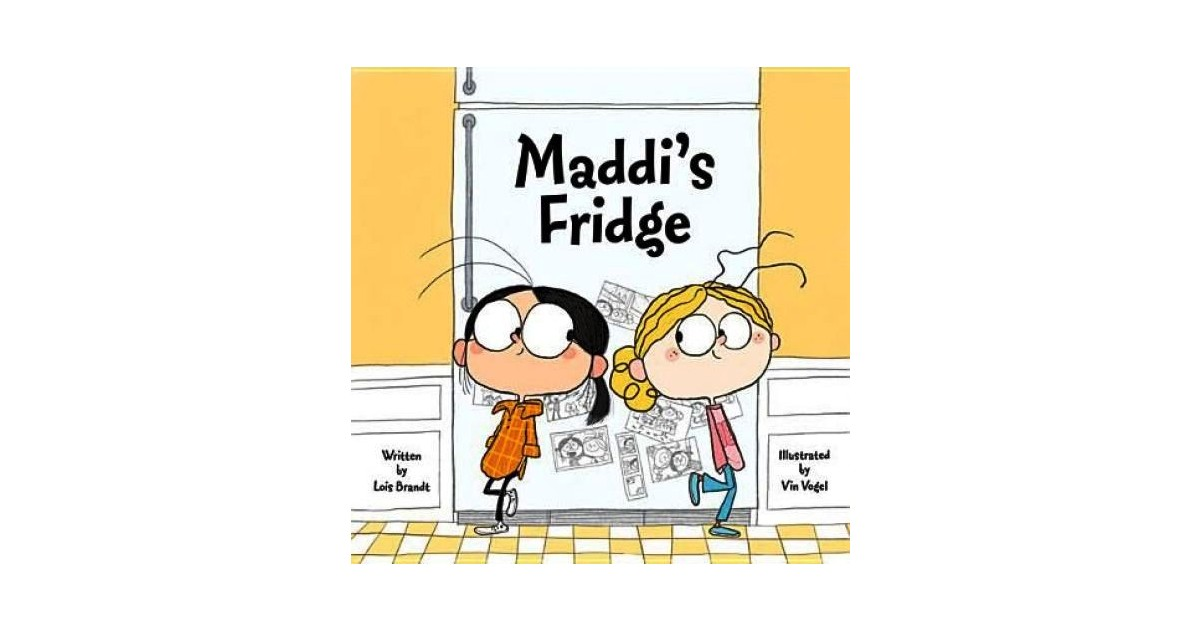 Maddi's
Fridge
Written
by
Lois Brandt
Illustrated
by
Vin Vogel